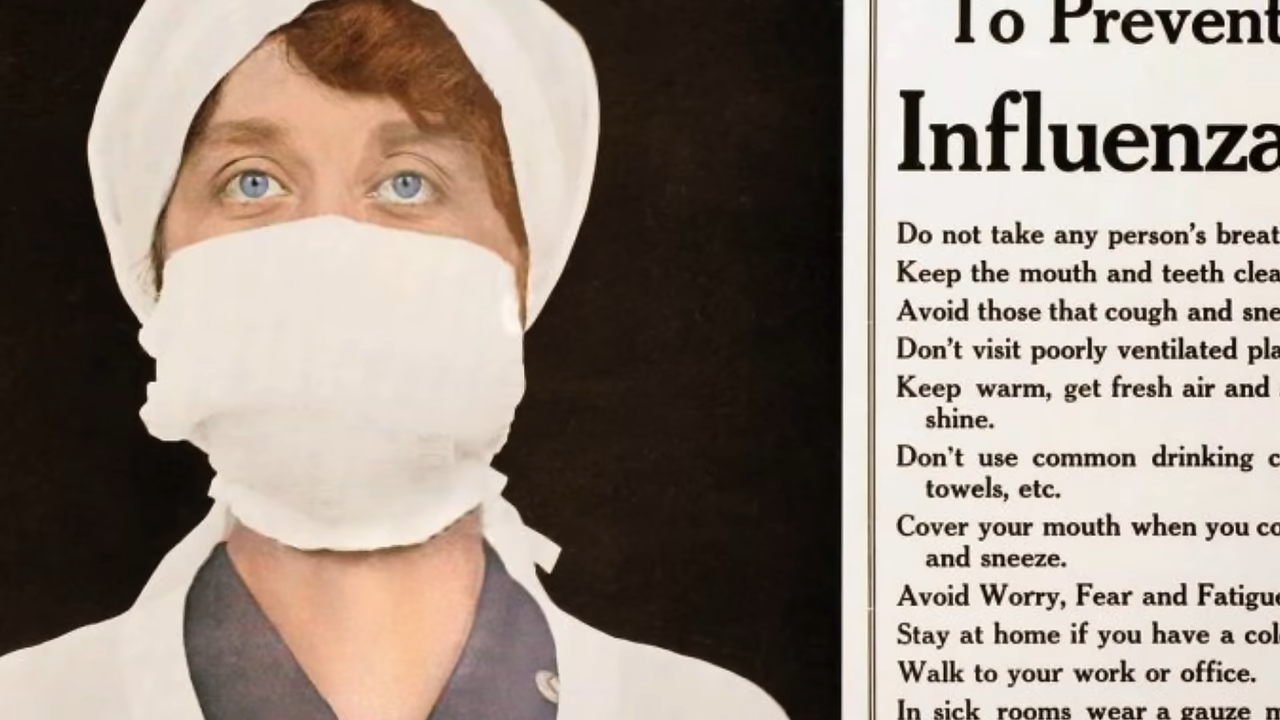 To Prevent
Influenza
Do not take any person's
Keep the mouth and teeth
Avoid those that cough and
Don't visit poorly ventilated
Keep warm, get fresh air and
shine.
Don't use common drinking
towels, etc.
Cover your mouth when you
and sneeze.
Avoid Worry, Fear and Fatigue
Stay at home if you have a
Walk to your work or office.
In sick rooms wear a gauze